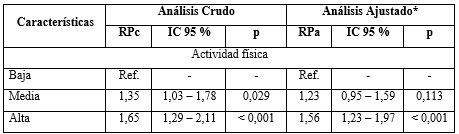 Características Análisis Crudo Análisis Ajustado*
RPc IC 95 % p RPa IC 95 % p
Actividad física
Baja Ref. - - Ref. - -
Media 1,35 1,03 – 1,78 0,029 1,23 0,95 – 1,59 0,113
Alta 1,65 1,29 – 2,11 < 0,001 1,56 1,23 – 1,97 < 0,001